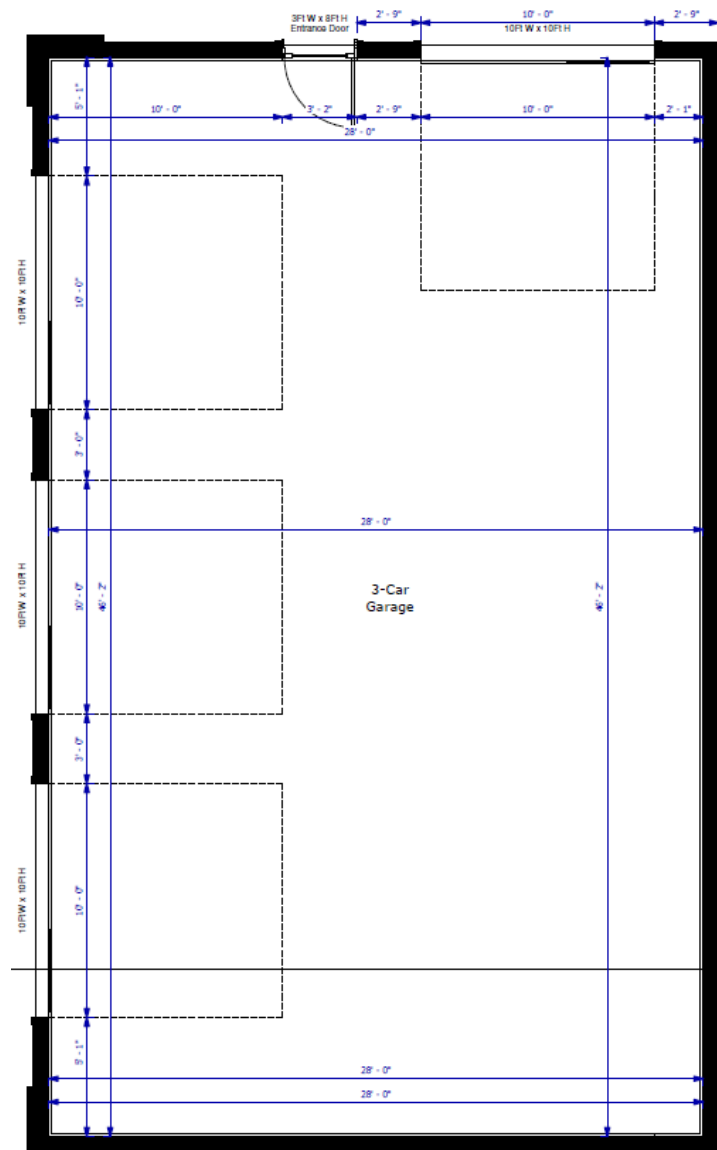 3Ft W x 8Ft H
Entrance Door
2' - 9"
10' - 0"
2' - 9"
10Ft W x 10Ft H
5' - 1"
10' - 0"
3' - 2"
2' - 9"
10' - 0"
2' - 1"
28' - 0"
10Ft W x 10Ft H
10' - 0"
3' - 0"
28' - 0"
10Ft W x 10Ft H
10' - 0"
46' - 2"
3-Car
Garage
46' - 2"
3' - 0"
10Ft W x 10Ft H
10' - 0"
5' - 1"
28' - 0"
28' - 0"